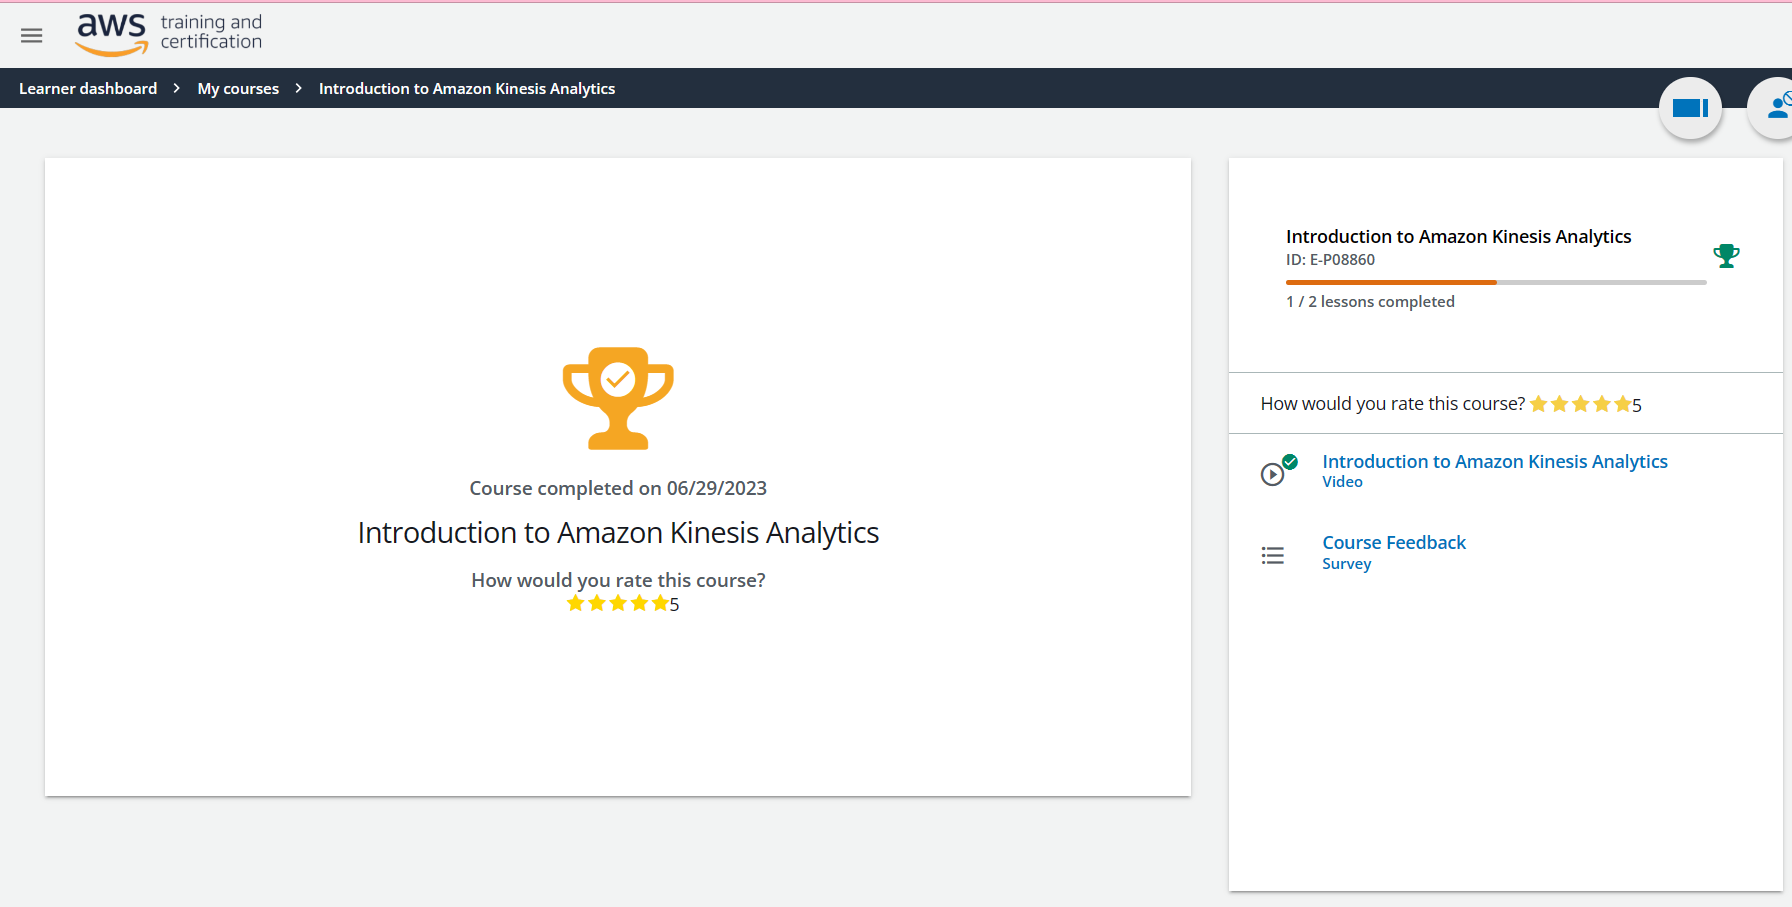 aws training and
certification
Learner dashboard > My courses > Introduction to Amazon Kinesis Analytics
Course completed on 06/29/2023
Introduction to Amazon Kinesis Analytics
How would you rate this course?
5
Introduction to Amazon Kinesis Analytics
ID: E-P08860
1 / 2 lessons completed
How would you rate this course? 5
Introduction to Amazon Kinesis Analytics
Video
Course Feedback
Survey